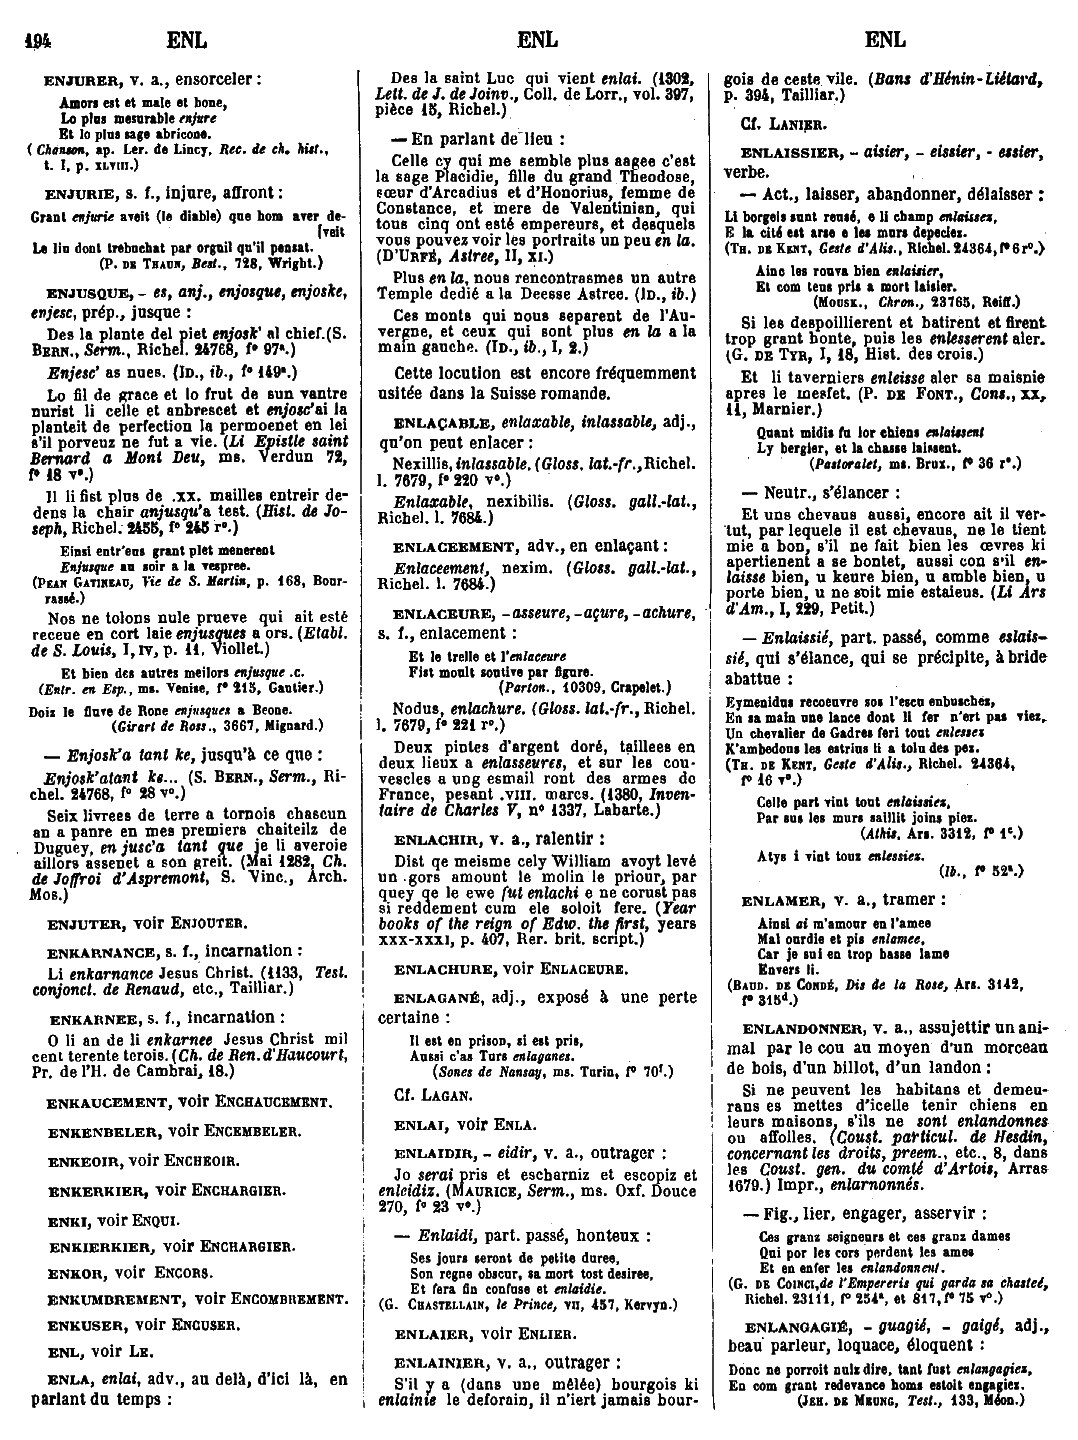 194 ENL ENL ENL
ENJURER, v. a., ensorceler :
Amors est et male et bone,
Lo plus mesurable enjure
Et lo plus sage abricone.
(Chanson, ap. Ler. de Lincy, Rec. de ch. hist.,
t. I, p. XLVIII.)
ENJURIE, s. f., injure, affront :
Grant enjurie aveit (le diable) que hom aver de-
[veit
Le liu dont trebuchat par orguil qu'il pensat.
(P. DE THAUN, Best., 728, Wright.)
ENJUSQUE, - es, anj., enjosque, enjoske,
enjesc, prép., jusque :
Des la plante del piet enjosk' al chief. (S.
BERN., Serm., Richel. 24768, f° 97ª.)
Enjesc' as nues. (ID., ib., f° 149ª.)
Lo fil de grace et lo frut de sun vantre
nurist li celle et anbrescet et enjosc'ai la
planteit de perfection la permoenet en lei
s'il porveuz ne fut a vie. (Li Epistle saint
Bernard a Mont Deu, ms. Verdun 72,
f° 18 v°.)
Il li fist plus de .xx. mailles entreir de-
dens la chair anjusqu'a test. (Hist. de Jo-
seph, Richel. 2455, f° 245 r°.)
Einsi entr'ens grant plet menerent
Enjusque au soir a la vespree.
(PEAN GATINEAU, Vie de S. Martin, p. 168, Bour-
rassé.)
Nos ne tolons nule prueve qui ait esté
receue en cort laie enjusques a ors. (Etabl.
de S. Louis, I, IV, p. 11, Viollet.)
Et bien des autres meilors enjusque .c.
(Entr. en Esp., ms. Venise, f° 215, Gautier.)
Dois le fluve de Rone enjusques a Beone.
(Girart de Ross., 3667, Mignard.)
— Enjosk'a tant ke, jusqu'à ce que :
Enjosk'atant ke... (S. BERN., Serm., Ri-
chel. 24768, f° 28 v°.)
Seix livrees de terre a tornois chascun
an a panre en mes premiers chaiteilz de
Duguey, en jusc'a tant que je li averoie
aillors assenet a son greit. (Mai 1282, Ch.
de Joffroi d'Aspremont, S. Vinc., Arch.
Mos.)
ENJUTER, voir ENJOUTER.
ENKARNANCE, s. f., incarnation :
Li enkarnance Jesus Christ. (1133, Test.
conjonct. de Renaud, etc., Tailliar.)
ENKARNEE, s. f., incarnation :
O li an de li enkarnee Jesus Christ mil
cent terente terois. (Ch. de Ren. d'Haucourt,
Pr. de l'H. de Cambrai, 18.)
ENKAUCEMENT, voir ENCHAUCEMENT.
ENKENBELER, voir ENCEMBELER.
ENKEOIR, voir ENCHEOIR.
ENKERKIER, voir ENCHARGIER.
ENKI, voir ENQUI.
ENKIERKIER, voir ENCHARGIER.
ENKOR, voir ENCORS.
ENKUMBREMENT, voir ENCOMBREMENT.
ENKUSER, voir ENCUSER.
ENL, voir LE.
ENLA, enlai, adv., au delà, d'ici là, en
parlant du temps :
Des la saint Luc qui vient enlai. (1302,
Lett. de J. de Joinv., Coll. de Lorr., vol. 397,
pièce 15, Richel.)
— En parlant de lieu :
Celle cy qui me semble plus aagee c'est
la sage Placidie, fille du grand Theodose,
sœur d'Arcadius et d'Honorius, femme de
Constance, et mere de Valentinian, qui
tous cinq ont esté empereurs, et desquels
vous pouvez voir les portraits un peu en la.
(D'URFÉ, Astree, II, XI.)
Plus en la, nous rencontrasmes un autre
Temple dedié a la Deesse Astree. (ID., ib.)
Ces monts qui nous separent de l'Au-
vergne, et ceux qui sont plus en la a la
main gauche. (ID., ib., I, 2.)
Cette locution est encore fréquemment
usitée dans la Suisse romande.
ENLAÇABLE, enlaxable, inlassable, adj.,
qu'on peut enlacer :
Nexillis, inlassable. (Gloss. lat.-fr., Richel.
l. 7679, f° 220 v°.)
Enlaxable, nexibilis. (Gloss. gall.-lat.,
Richel. l. 7684.)
ENLACEEMENT, adv., en enlaçant :
Enlaceement, nexim. (Gloss. gall.-lat.,
Richel. l. 7684.)
ENLACEURE, -asseure, -açure, -achure,
s. f., enlacement :
Et le treile et l'enlaceure
Fist moult soutive par figure.
(Parton., 10309, Crapelet.)
Nodus, enlachure. (Gloss. lat.-fr., Richel.
l. 7679, f° 221 r°.)
Deux pintes d'argent doré, taillees en
deux lieux a enlasseures, et sur les cou-
vescles a ung esmail ront des armes de
France, pesant .VIII. marcs. (1380, Inven-
taire de Charles V, n° 1337, Labarte.)
ENLACHIR, v. a., ralentir :
Dist qe meisme cely William avoyt levé
un gors amount le molin le priour, par
quey qe le ewe fut enlachi e ne corust pas
si reddement cum ele soloit fere. (Year
books of the reign of Edw. the first, years
XXX-XXXI, p. 407, Rer. brit. script.)
ENLACHURE, voir ENLACEURE.
ENLAGANÉ, adj., exposé à une perte
certaine :
Il est en prison, si est pris,
Aussi c'as Turs enlaganes.
(Sones de Nansay, ms. Turin, f° 70ᶠ.)
Cf. LAGAN.
ENLAI, voir ENLA.
ENLAIDIR, - eidir, v. a., outrager :
Jo serai pris et escharniz et escopiz et
enleidiz. (MAURICE, Serm., ms. Oxf. Douce
270, f° 23 v°.)
— Enlaidi, part. passé, honteux :
Ses jours seront de petite duree,
Son regne obscur, sa mort tost desiree,
Et fera fin confuse et enlaidie.
(G. CHASTELLAIN, le Prince, VII, 457, Kervyn.)
ENLAIER, voir ENLIER.
ENLAINIER, v. a., outrager :
S'il y a (dans une mêlée) bourgois ki
enlainie le deforain, il n'iert jamais bour-
gois de ceste vile. (Bans d'Hénin-Liétard,
p. 394, Tailliar.)
Cf. LANIER.
ENLAISSIER, - aisier, - eissier, - essier,
verbe.
— Act., laisser, abandonner, délaisser :
Li borgeis sunt reusé, e li champ enlaissez,
E la cité est arse e les murs depeciez.
(TH. DE KENT, Geste d'Alis., Richel. 24364, f° 6 r°.)
Ainc les rouva bien enlaisier,
Et com tens pris a mort laisier.
(MOUSK., Chron., 23765, Reiff.)
Si les despoillierent et batirent et firent
trop grant honte, puis les enlesserent aler.
(G. DE TYR, I, 18, Hist. des crois.)
Et li taverniers enleisse aler sa maisnie
apres le mesfet. (P. DE FONT., Cons., XX,
11, Marnier.)
Quant midis fu lor chiens enlaissent
Ly bergier, et la chasse laissent.
(Pastoralet, ms. Brux., f° 36 r°.)
— Neutr., s'élancer :
Et uns chevaus aussi, encore ait il ver-
tut, par lequele il est chevaus, ne le tient
mie a bon, s'il ne fait bien les œvres ki
apertienent a se bontet, aussi con s'il en-
laisse bien, u keure bien, u amble bien, u
porte bien, u ne soit mie estaleus. (Li Ars
d'Am., I, 229, Petit.)
— Enlaissié, part. passé, comme eslais-
sié, qui s'élance, qui se précipite, à bride
abattue :
Eymenidus recoeuvre sos l'escu enbuschez,
En sa main une lance dont li fer n'ert pas viez,
Un chevalier de Gadres feri tout enlessez
K'ambedons les estrius li a tolu des pez.
(TH. DE KENT, Geste d'Alis., Richel. 24364,
f° 16 v°.)
Celle part vint tout enlaissiez,
Par sus les murs saillit joins piez.
(Athis, Ars. 3312, f° 1ᶜ.)
Atys i vint touz enlessiez.
(Ib., f° 52ª.)
ENLAMER, v. a., tramer :
Ainsi ai m'amour en l'amee
Mal ourdie et pis enlamee,
Car je sui en trop basse lame
Envers li.
(BAUD. DE CONDÉ, Dis de la Rose, Ars. 3142,
f° 315ᵈ.)
ENLANDONNER, v. a., assujettir un ani-
mal par le cou au moyen d'un morceau
de bois, d'un billot, d'un landon :
Si ne peuvent les habitans et demeu-
rans es mettes d'icelle tenir chiens en
leurs maisons, s'ils ne sont enlandonnes
ou affolles. (Coust. particul. de Hesdin,
concernant les droits, preem., etc., 8, dans
les Coust. gen. du comté d'Artois, Arras
1679.) Impr., enlarnonnés.
— Fig., lier, engager, asservir :
Ces granz seigneurs et ces granz dames
Qui por les cors perdent les ames
Et en enfer les enlandonnent.
(G. DE COINCI, de l'Empereris qui garda sa chasteé,
Richel. 23111, f° 254ª, et 817, f° 75 v°.)
ENLANGAGIÉ, - guagié, - gaigé, adj.,
beau parleur, loquace, éloquent :
Donc ne porroit nulz dire, tant fust enlangagiez,
En com grant redevance homs estoit engagiez.
(JEH. DE MEUNG, Test., 133, Méon.)